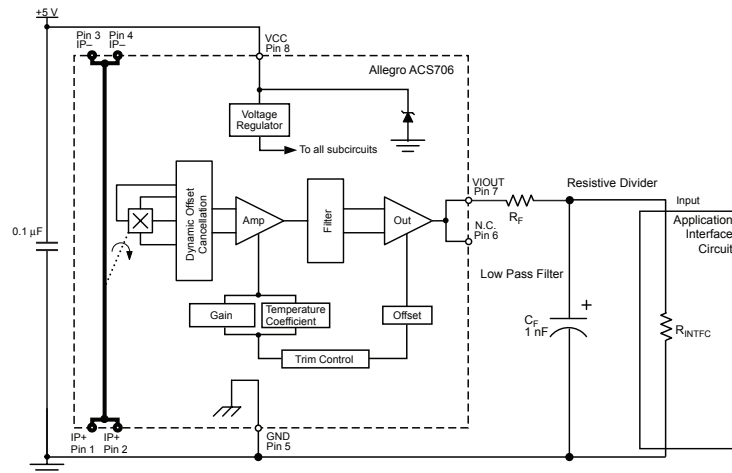 +5 V
Pin 3 Pin 4
IP– IP–
VCC
Pin 8
Allegro ACS706
Voltage
Regulator
To all subcircuits
0.1 µF
Dynamic Offset
Cancellation
Amp
Filter
Out
VIOUT
Pin 7
N.C.
Pin 6
RF
Resistive Divider
Input
Application
Interface
Circuit
Low Pass Filter
Gain
Temperature
Coefficient
Offset
Trim Control
+
CF
1 nF
RINTFC
IP+ IP+
Pin 1 Pin 2
GND
Pin 5